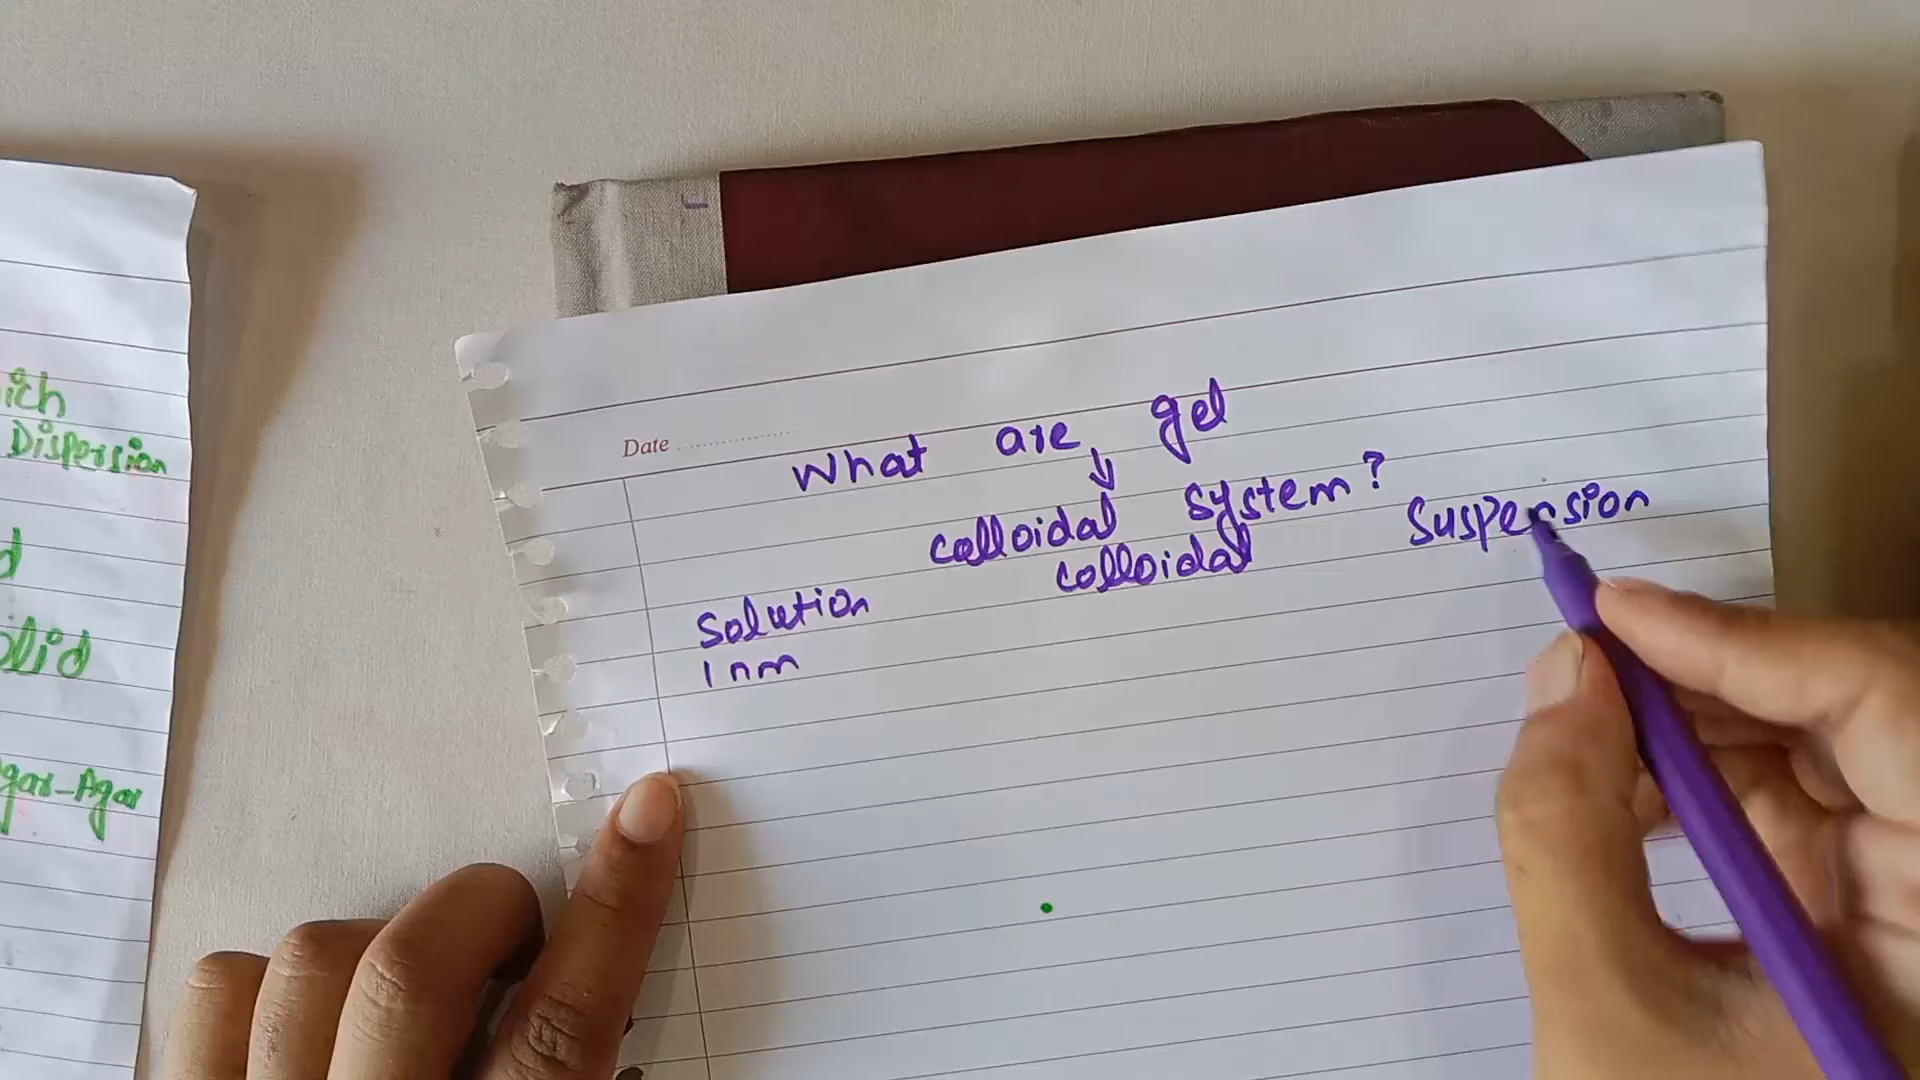 ich
Dispersion
d
olid
gar-Agar
Date
What are gel
colloidal system?
Solution colloidal Suspension
1nm